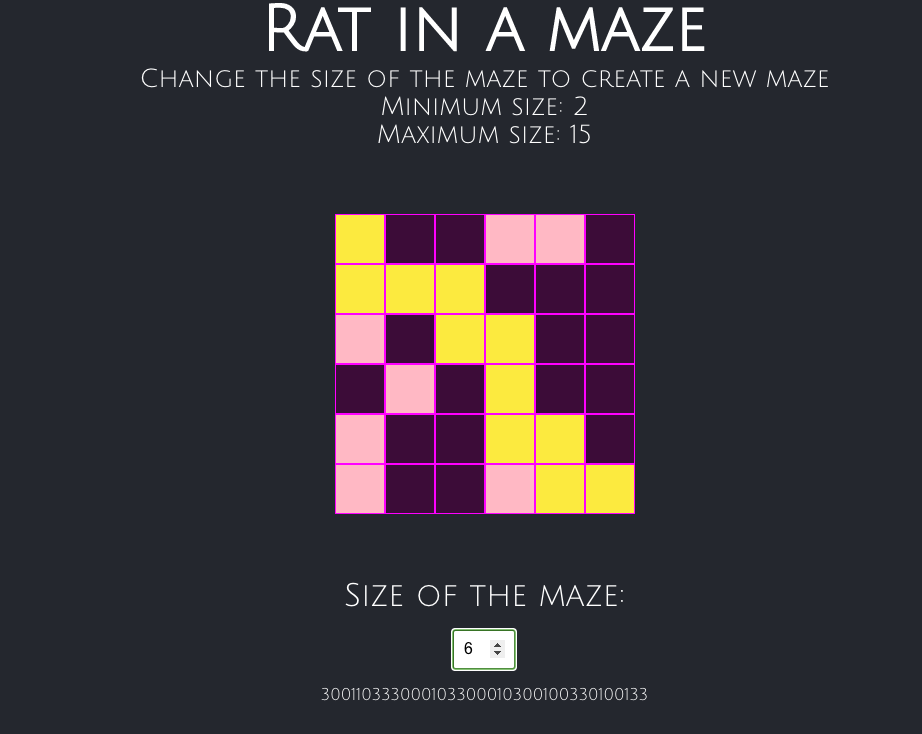 RAT IN A MAZE
CHANGE THE SIZE OF THE MAZE TO CREATE A NEW MAZE
MINIMUM SIZE: 2
MAXIMUM SIZE: 15
SIZE OF THE MAZE:
6
300110333000103300010300100330100133